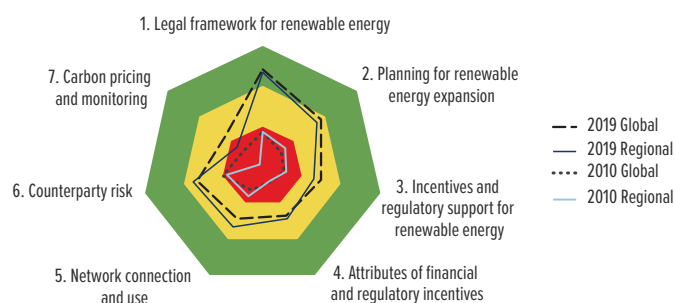 1. Legal framework for renewable energy
7. Carbon pricing
and monitoring
2. Planning for renewable
energy expansion
2019 Global
2019 Regional
2010 Global
2010 Regional
6. Counterparty risk
3. Incentives and
regulatory support for
renewable energy
5. Network connection
and use
4. Attributes of financial
and regulatory incentives